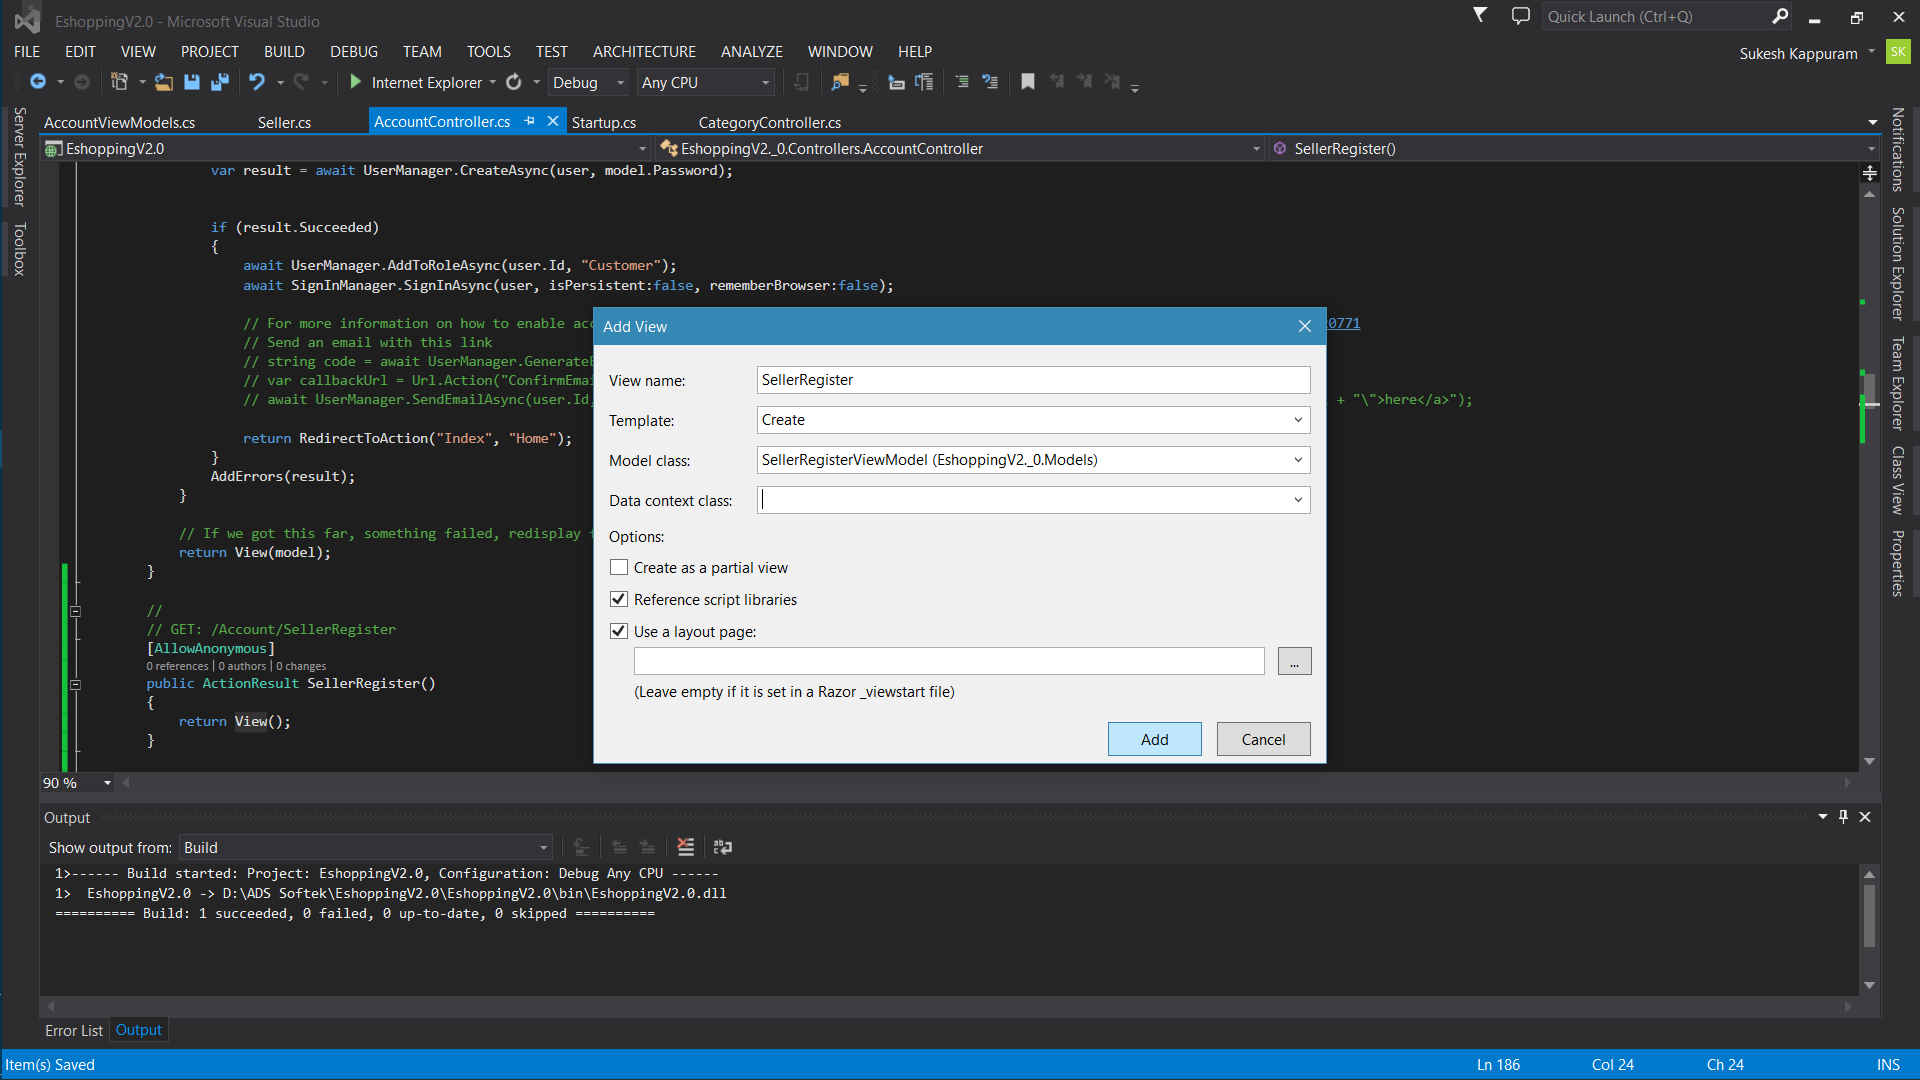 EshoppingV2.0 - Microsoft Visual Studio
Quick Launch (Ctrl+Q)
FILE EDIT VIEW PROJECT BUILD DEBUG TEAM TOOLS TEST ARCHITECTURE ANALYZE WINDOW HELP
Sukesh Kappuram SK
Internet Explorer Debug Any CPU
Server Explorer
Toolbox
AccountViewModels.cs Seller.cs AccountController.cs Startup.cs CategoryController.cs
EshoppingV2.0 EshoppingV2._0.Controllers.AccountController SellerRegister()
var result = await UserManager.CreateAsync(user, model.Password);
if (result.Succeeded)
{
await UserManager.AddToRoleAsync(user.Id, "Customer");
await SignInManager.SignInAsync(user, isPersistent:false, rememberBrowser:false);
// For more information on how to enable acc 0771
// Send an email with this link
// string code = await UserManager.GenerateE
// var callbackUrl = Url.Action("ConfirmEmai
// await UserManager.SendEmailAsync(user.Id, + "\">here</a>");
return RedirectToAction("Index", "Home");
}
AddErrors(result);
}
// If we got this far, something failed, redisplay f
return View(model);
}
//
// GET: /Account/SellerRegister
[AllowAnonymous]
0 references | 0 authors | 0 changes
public ActionResult SellerRegister()
{
return View();
}
90 %
Add View
View name: SellerRegister
Template: Create
Model class: SellerRegisterViewModel (EshoppingV2._0.Models)
Data context class:
Options:
Create as a partial view
Reference script libraries
Use a layout page:
...
(Leave empty if it is set in a Razor _viewstart file)
Add Cancel
Notifications
Solution Explorer
Team Explorer
Class View
Properties
Output
Show output from: Build
1>------ Build started: Project: EshoppingV2.0, Configuration: Debug Any CPU ------
1> EshoppingV2.0 -> D:\ADS Softek\EshoppingV2.0\EshoppingV2.0\bin\EshoppingV2.0.dll
========== Build: 1 succeeded, 0 failed, 0 up-to-date, 0 skipped ==========
Error List Output
Item(s) Saved Ln 186 Col 24 Ch 24 INS